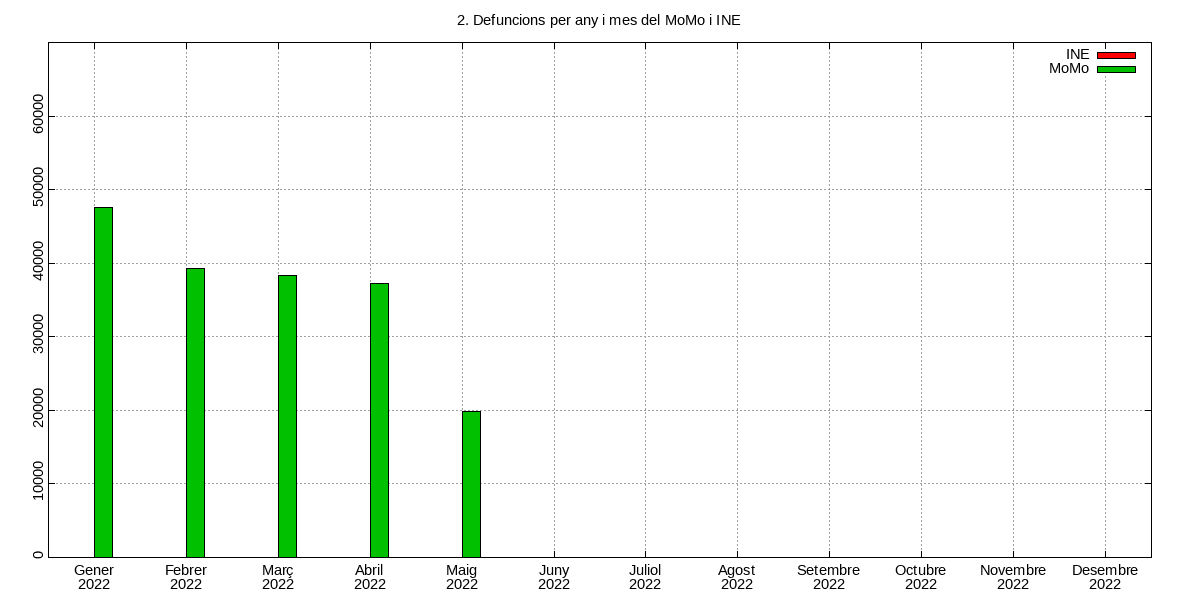 2. Defuncions per any i mes del MoMo i INE
INE
MoMo
60000
50000
40000
30000
20000
10000
0
Gener Febrer Març Abril Maig Juny Juliol Agost Setembre Octubre Novembre Desembre
2022 2022 2022 2022 2022 2022 2022 2022 2022 2022 2022 2022